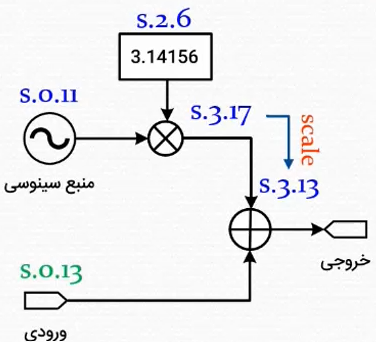 s.2.6
3.14156
s.0.11
s.3.17
scale
منبع سینوسی
s.3.13
خروجی
s.0.13
ورودی